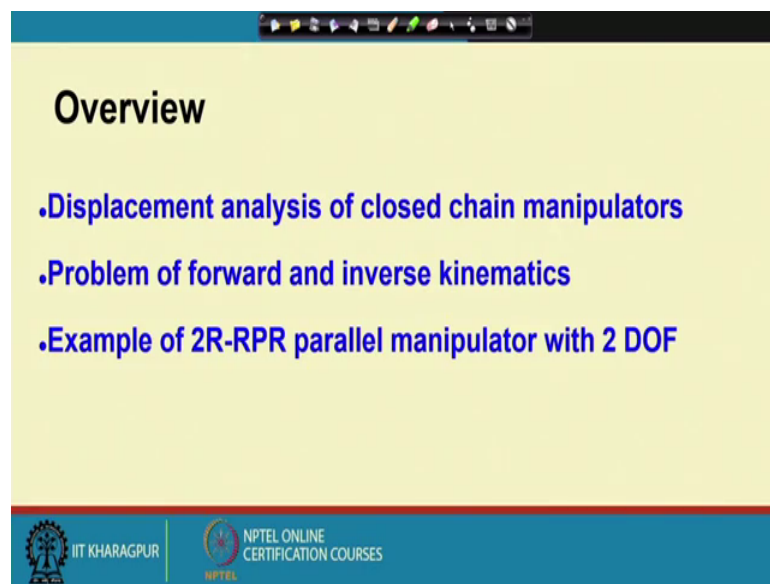 Overview
•Displacement analysis of closed chain manipulators
•Problem of forward and inverse kinematics
•Example of 2R-RPR parallel manipulator with 2 DOF
IIT KHARAGPUR
NPTEL
NPTEL ONLINE
CERTIFICATION COURSES